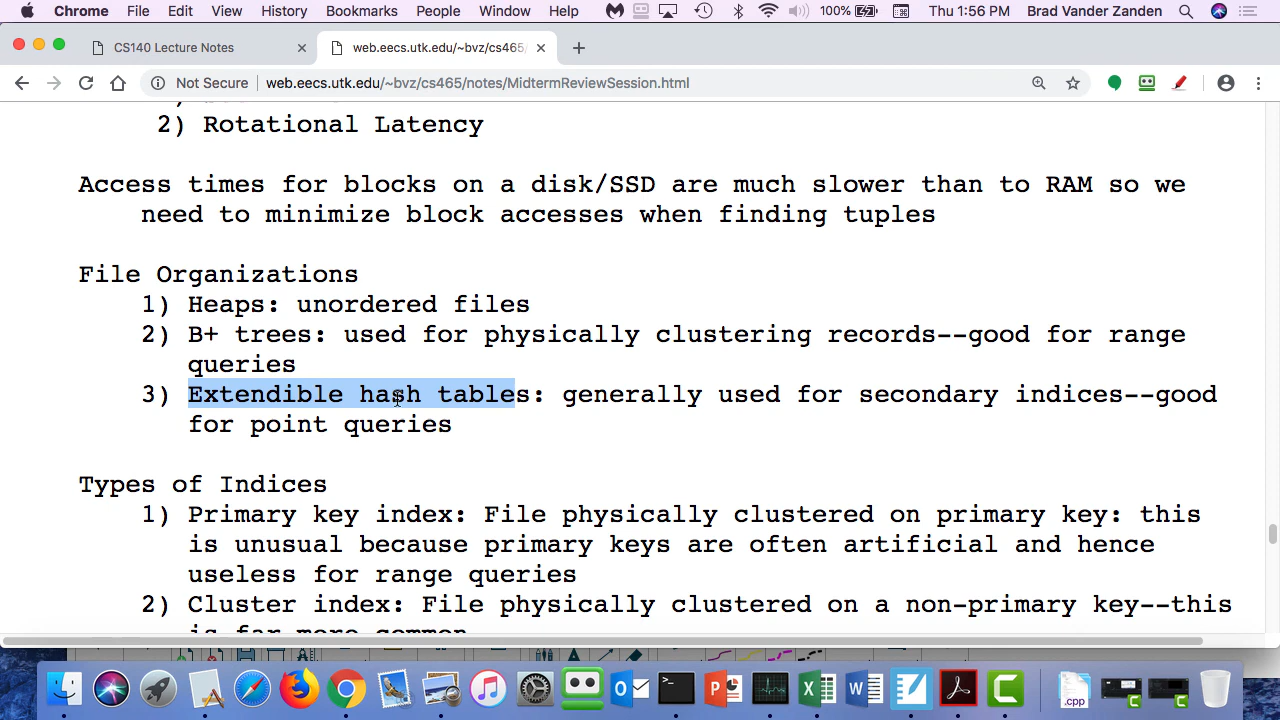 Chrome File Edit View History Bookmarks People Window Help 100% Thu 1:56 PM Brad Vander Zanden
CS140 Lecture Notes × web.eecs.utk.edu/~bvz/cs465/ × +
Not Secure web.eecs.utk.edu/~bvz/cs465/notes/MidtermReviewSession.html
2) Rotational Latency
Access times for blocks on a disk/SSD are much slower than to RAM so we
need to minimize block accesses when finding tuples
File Organizations
1) Heaps: unordered files
2) B+ trees: used for physically clustering records--good for range
queries
3) Extendible hash tables: generally used for secondary indices--good
for point queries
Types of Indices
1) Primary key index: File physically clustered on primary key: this
is unusual because primary keys are often artificial and hence
useless for range queries
2) Cluster index: File physically clustered on a non-primary key--this
is far more common
.cpp